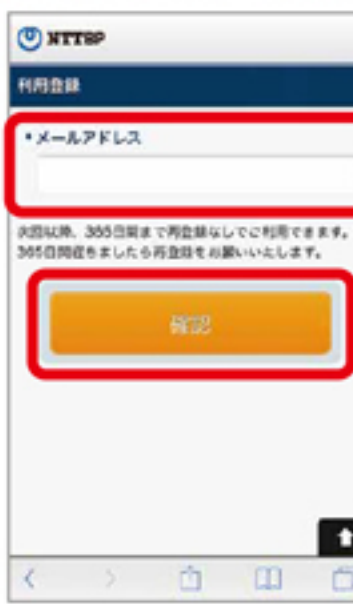 NTTBP
利用登録
・メールアドレス
次回以降、365日間まで再登録なしでご利用できます。
365日間経ちましたら再登録をお願いいたします。
確認